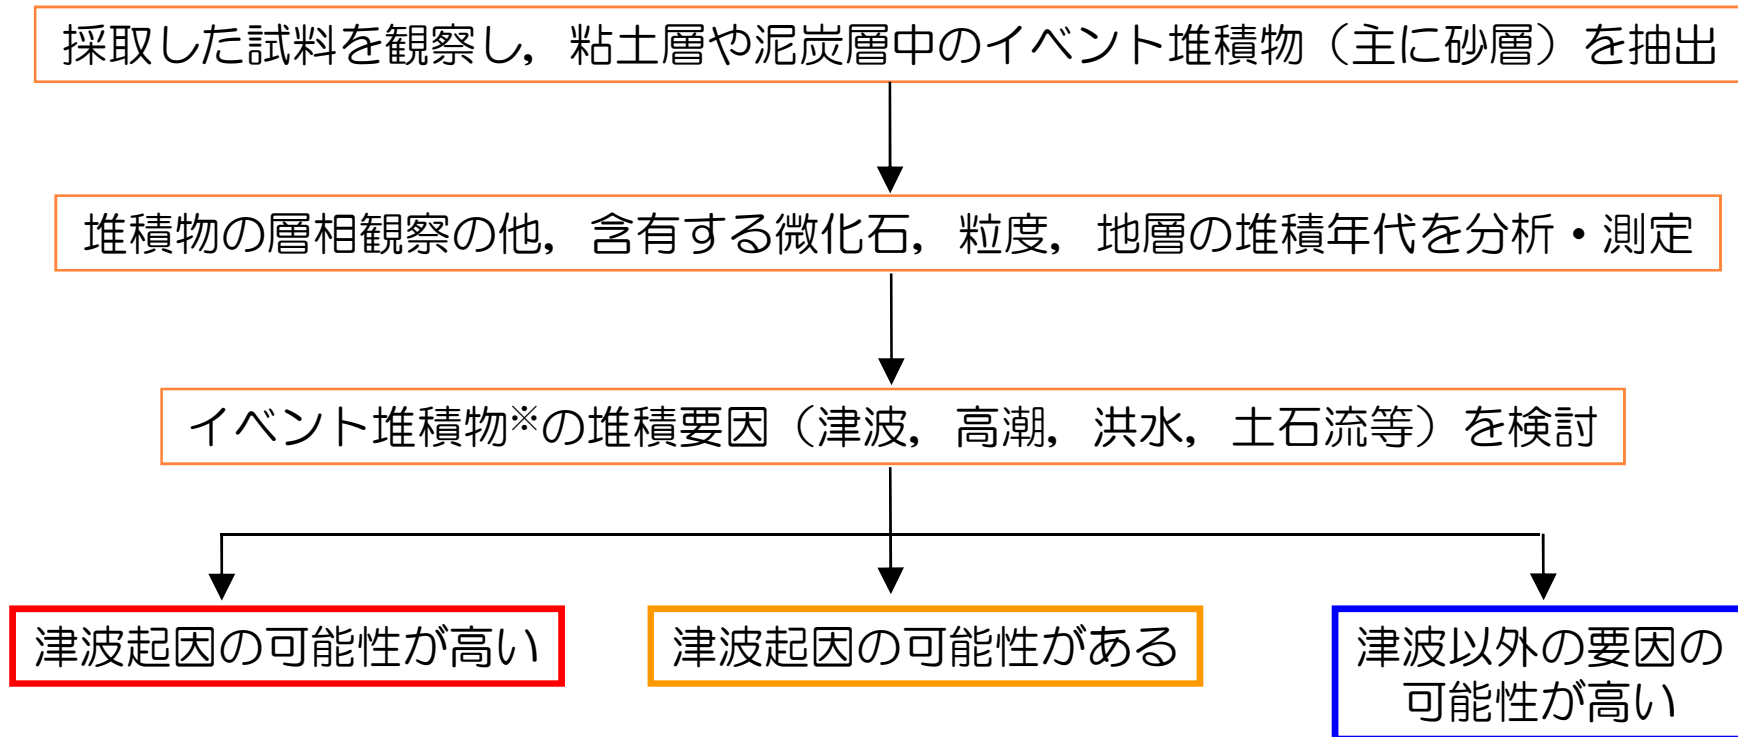 採取した試料を観察し，粘土層や泥炭層中のイベント堆積物（主に砂層）を抽出
堆積物の層相観察の他，含有する微化石，粒度，地層の堆積年代を分析・測定
イベント堆積物※の堆積要因（津波，高潮，洪水，土石流等）を検討
津波起因の可能性が高い
津波起因の可能性がある
津波以外の要因の
可能性が高い